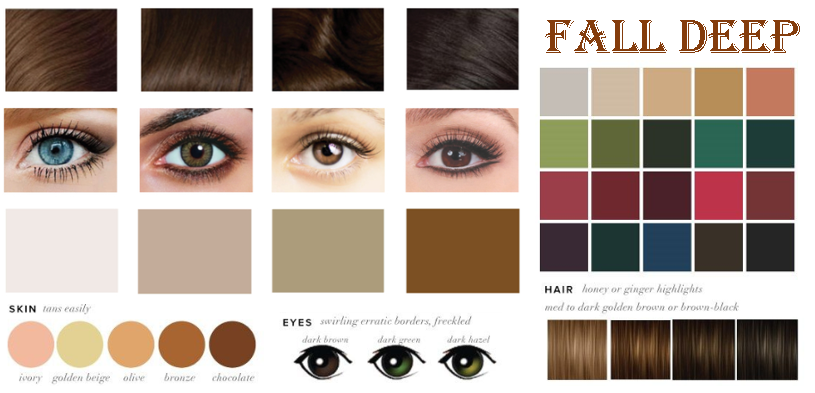 FALL DEEP
SKIN tans easily
ivory golden beige olive bronze chocolate
EYES swirling erratic borders, freckled
dark brown dark green dark hazel
HAIR honey or ginger highlights
med to dark golden brown or brown-black